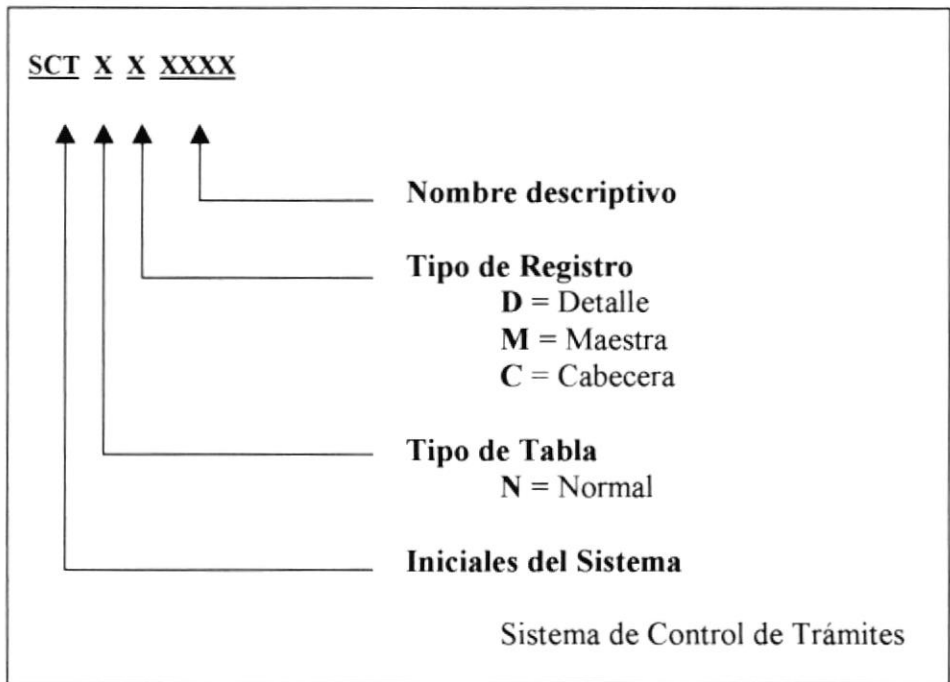 SCT X X XXXX
Nombre descriptivo
Tipo de Registro
D = Detalle
M = Maestra
C = Cabecera
Tipo de Tabla
N = Normal
Iniciales del Sistema
Sistema de Control de Trámites